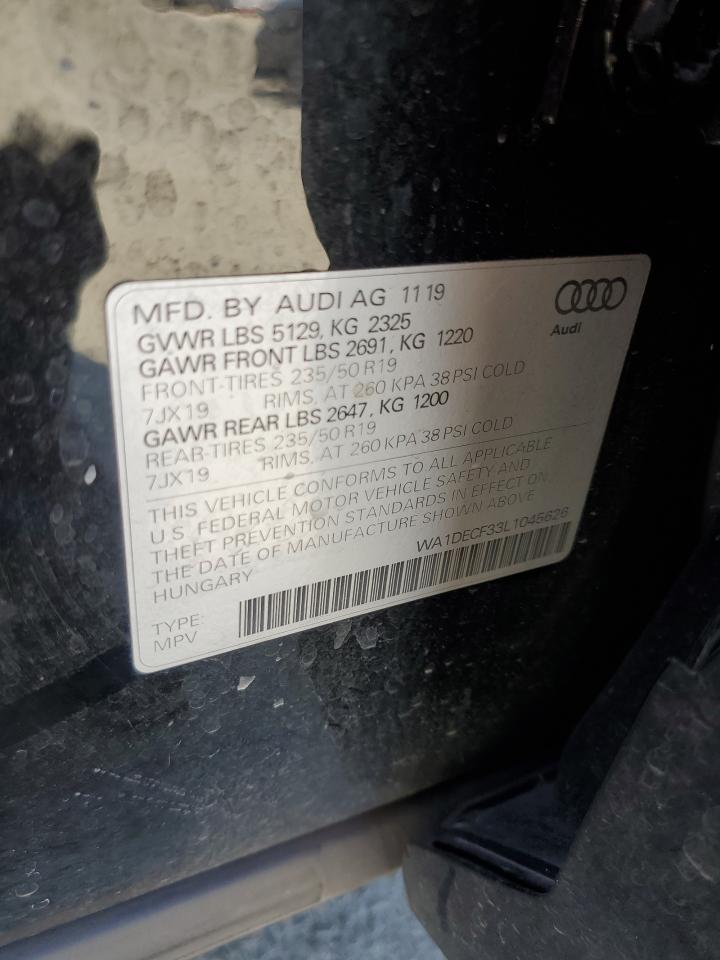 MFD. BY AUDI AG 11 19
GVWR LBS 5129, KG 2325
GAWR FRONT LBS 2691, KG 1220
FRONT-TIRES 235/50 R19
7JX19 RIMS, AT 260 KPA 38 PSI COLD
GAWR REAR LBS 2647, KG 1200
REAR-TIRES 235/50 R19
7JX19 RIMS, AT 260 KPA 38 PSI COLD
THIS VEHICLE CONFORMS TO ALL APPLICABLE
U.S. FEDERAL MOTOR VEHICLE SAFETY AND
THEFT PREVENTION STANDARDS IN EFFECT ON
THE DATE OF MANUFACTURE SHOWN ABOVE
HUNGARY
WA1DECF33L1045626
TYPE:
MPV
Audi